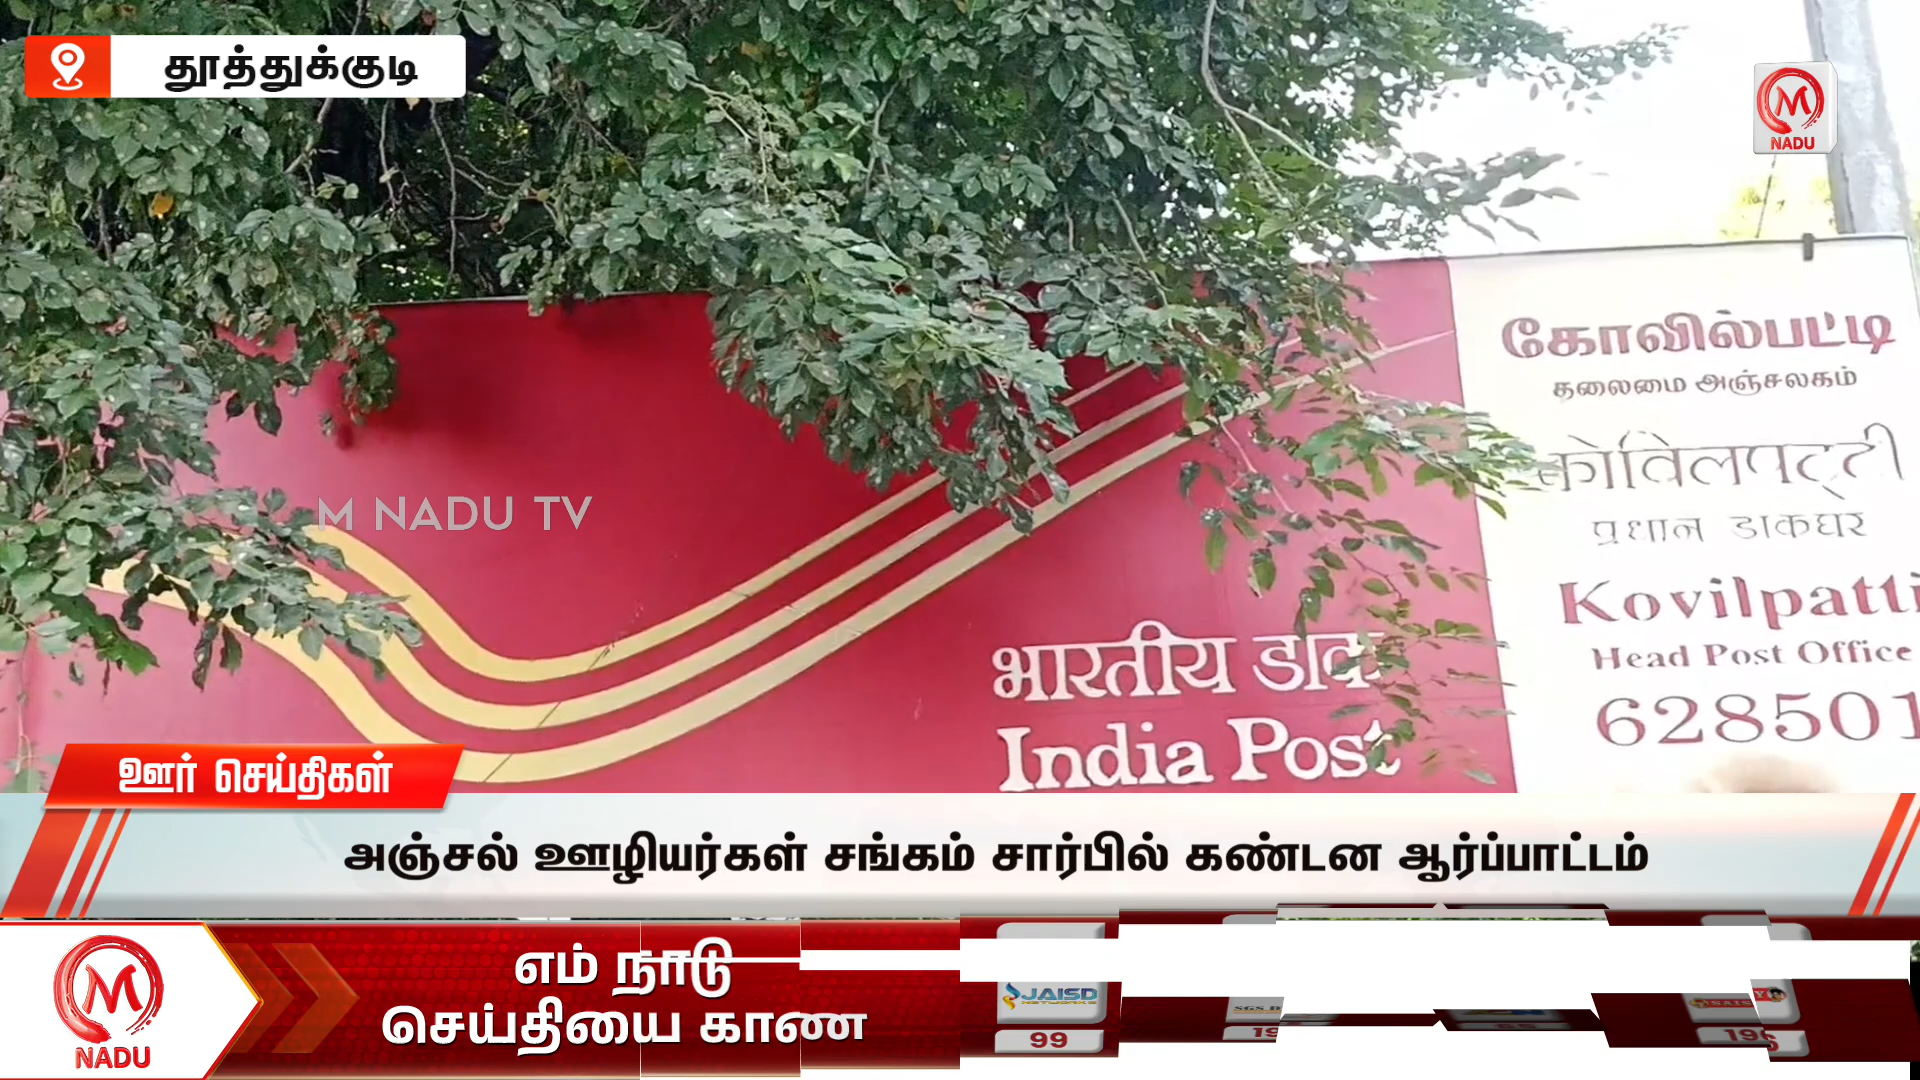 தூத்துக்குடி
M
NADU
கோவில்பட்டி
தலைமை அஞ்சலகம்
कोविलपट्टी
प्रधान डाकघर
Kovilpatti
Head Post Office
628501
M NADU TV
भारतीय डाक
India Post
ஊர் செய்திகள்
அஞ்சல் ஊழியர்கள் சங்கம் சார்பில் கண்டன ஆர்ப்பாட்டம்
M
NADU
எம் நாடு
செய்தியை காண
JAISD
NETWORKS
99